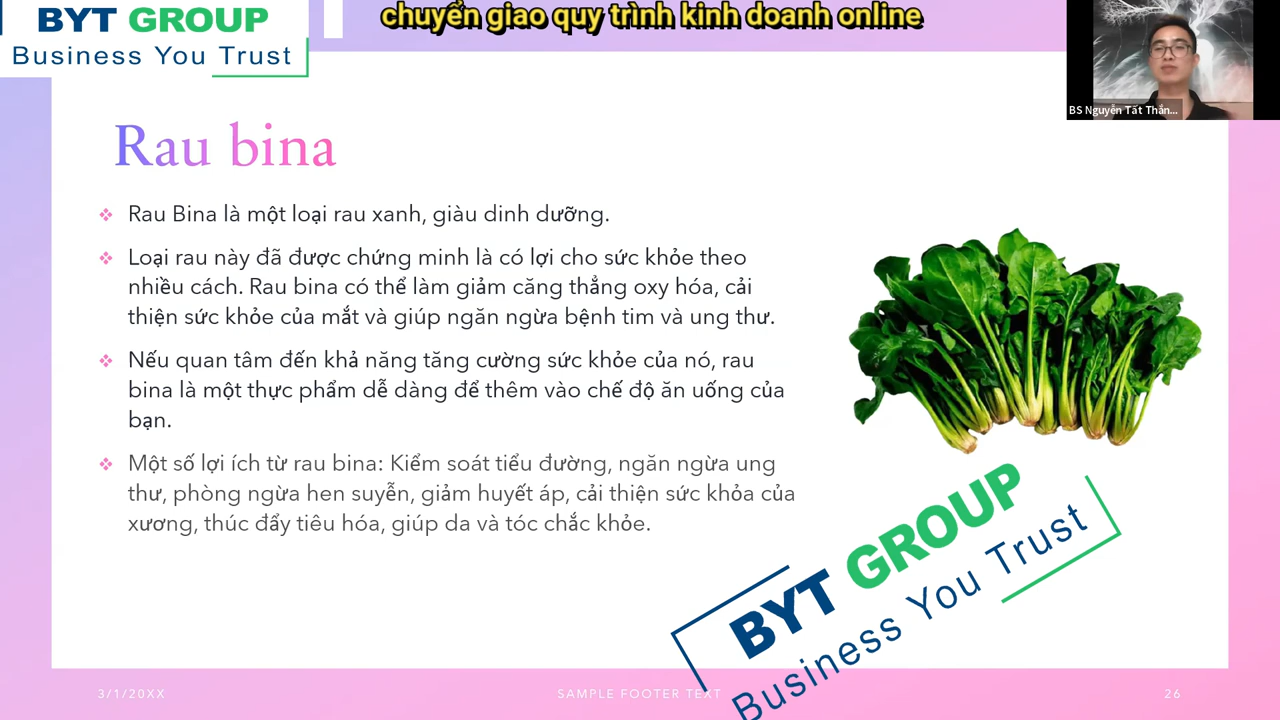 BYT GROUP
Business You Trust
chuyển giao quy trình kinh doanh online
BS Nguyễn Tất Thắn...
Rau bina
Rau Bina là một loại rau xanh, giàu dinh dưỡng.
Loại rau này đã được chứng minh là có lợi cho sức khỏe theo
nhiều cách. Rau bina có thể làm giảm căng thẳng oxy hóa, cải
thiện sức khỏe của mắt và giúp ngăn ngừa bệnh tim và ung thư.
Nếu quan tâm đến khả năng tăng cường sức khỏe của nó, rau
bina là một thực phẩm dễ dàng để thêm vào chế độ ăn uống của
bạn.
Một số lợi ích từ rau bina: Kiểm soát tiểu đường, ngăn ngừa ung
thư, phòng ngừa hen suyễn, giảm huyết áp, cải thiện sức khỏa của
xương, thúc đẩy tiêu hóa, giúp da và tóc chắc khỏe.
BYT GROUP
Business You Trust
3/1/20XX
SAMPLE FOOTER TEXT
26